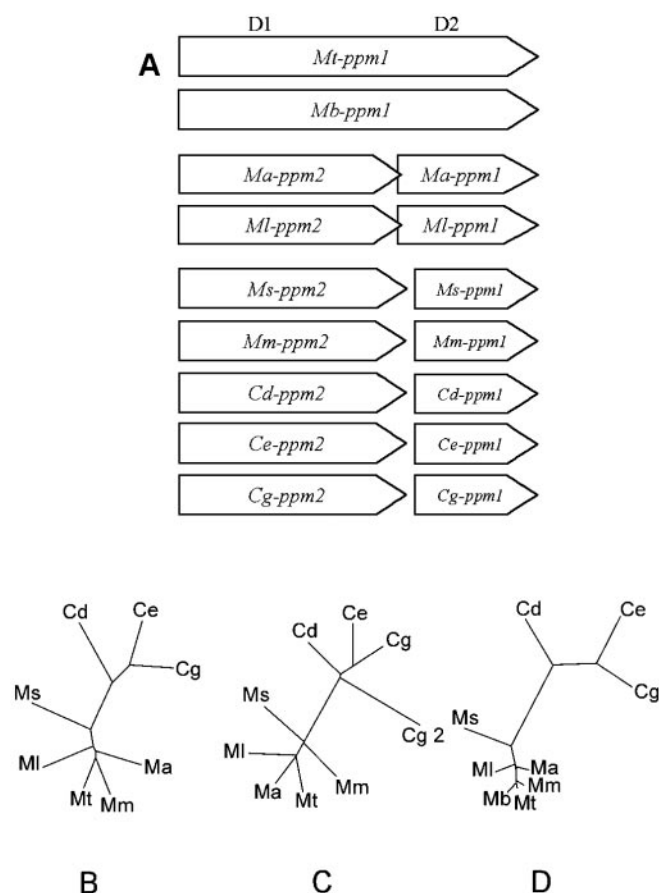 D1 D2
A
Mt-ppm1
Mb-ppm1
Ma-ppm2 Ma-ppm1
Ml-ppm2 Ml-ppm1
Ms-ppm2 Ms-ppm1
Mm-ppm2 Mm-ppm1
Cd-ppm2 Cd-ppm1
Ce-ppm2 Ce-ppm1
Cg-ppm2 Cg-ppm1
Cd Ce
Cg
Ms
Ml Ma
Mt Mm
Cd Ce
Cg
Ms
Cg 2
Ml
Ma Mt Mm
Cd Ce
Cg
Ms
Ml Ma
Mm
Mb Mt
B C D